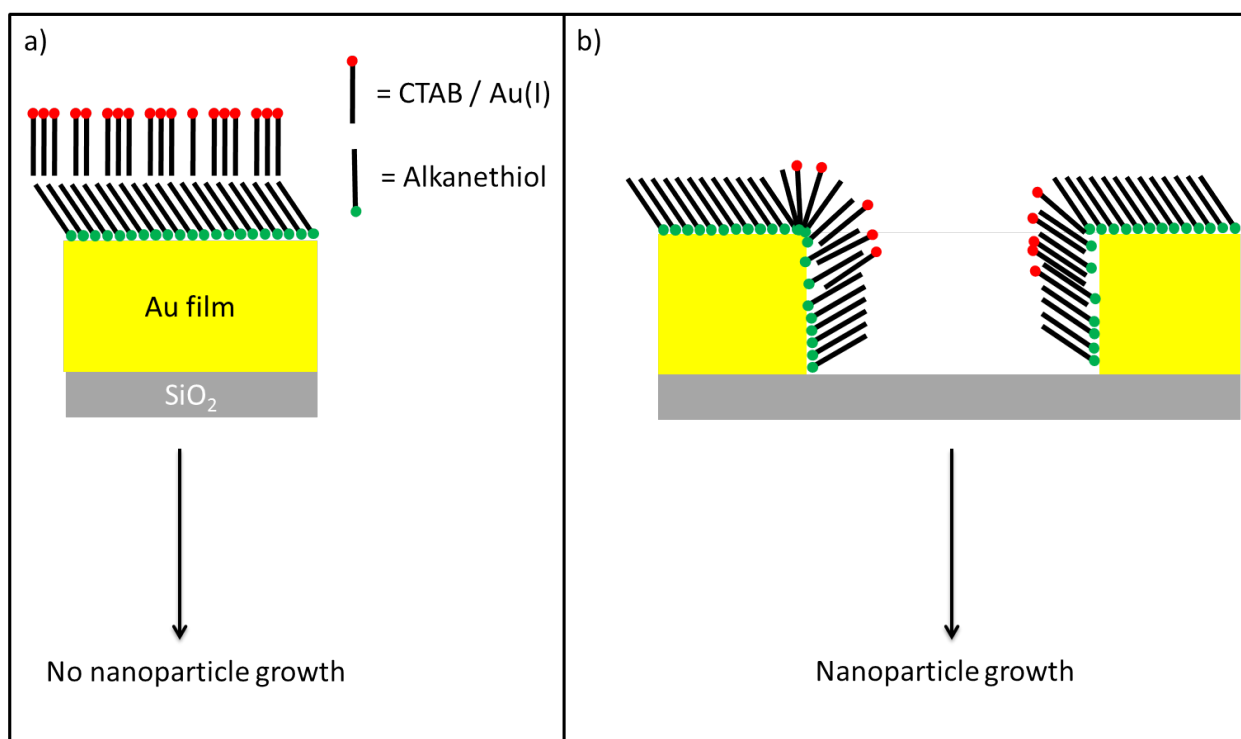 a)
= CTAB / Au(I)
= Alkanethiol
Au film
SiO₂
No nanoparticle growth
b)
Nanoparticle growth